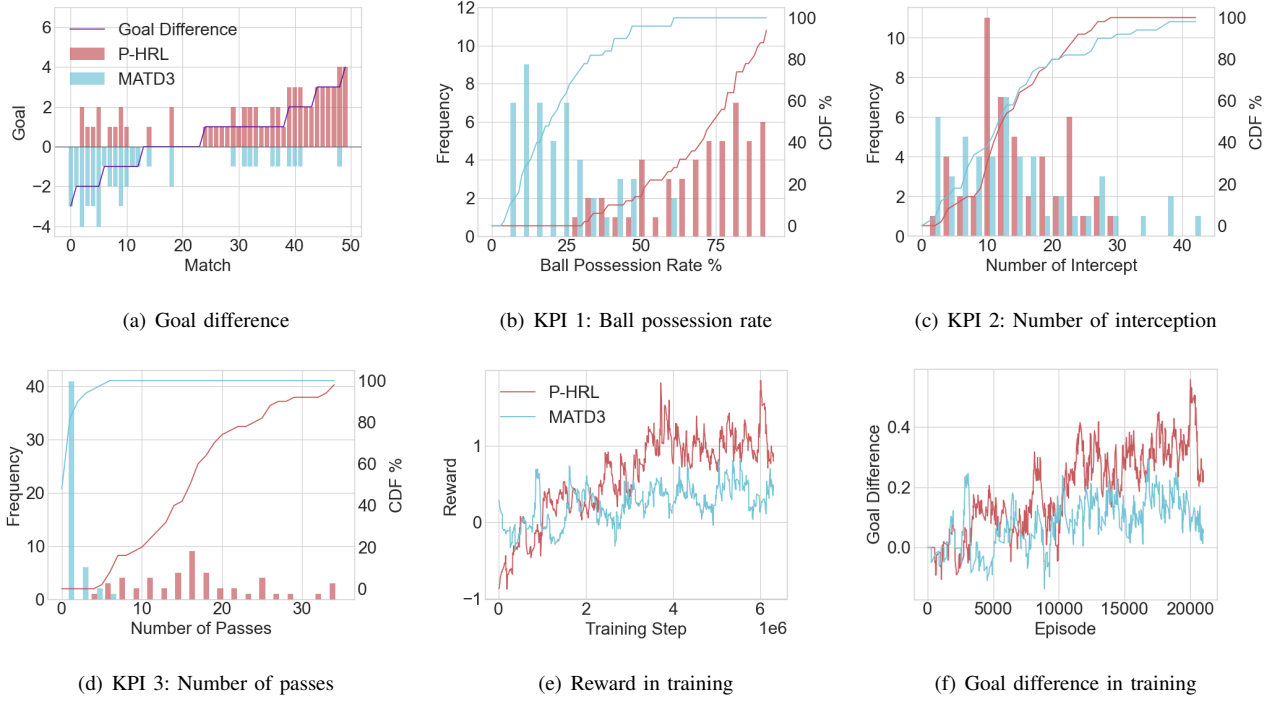 6
4
2
0
−2
−4
Goal
Goal Difference
P-HRL
MATD3
0 10 20 30 40 50
Match
(a) Goal difference
12
10
8
6
4
2
0
Frequency
100
80
60
40
20
0
CDF %
0 25 50 75
Ball Possession Rate %
(b) KPI 1: Ball possession rate
10
8
6
4
2
0
Frequency
100
80
60
40
20
0
CDF %
0 10 20 30 40
Number of Intercept
(c) KPI 2: Number of interception
40
30
20
10
0
Frequency
100
80
60
40
20
0
CDF %
0 10 20 30
Number of Passes
(d) KPI 3: Number of passes
1
0
−1
Reward
P-HRL
MATD3
0 2 4 6
Training Step 1e6
(e) Reward in training
0.4
0.2
0.0
Goal Difference
0 5000 10000 15000 20000
Episode
(f) Goal difference in training